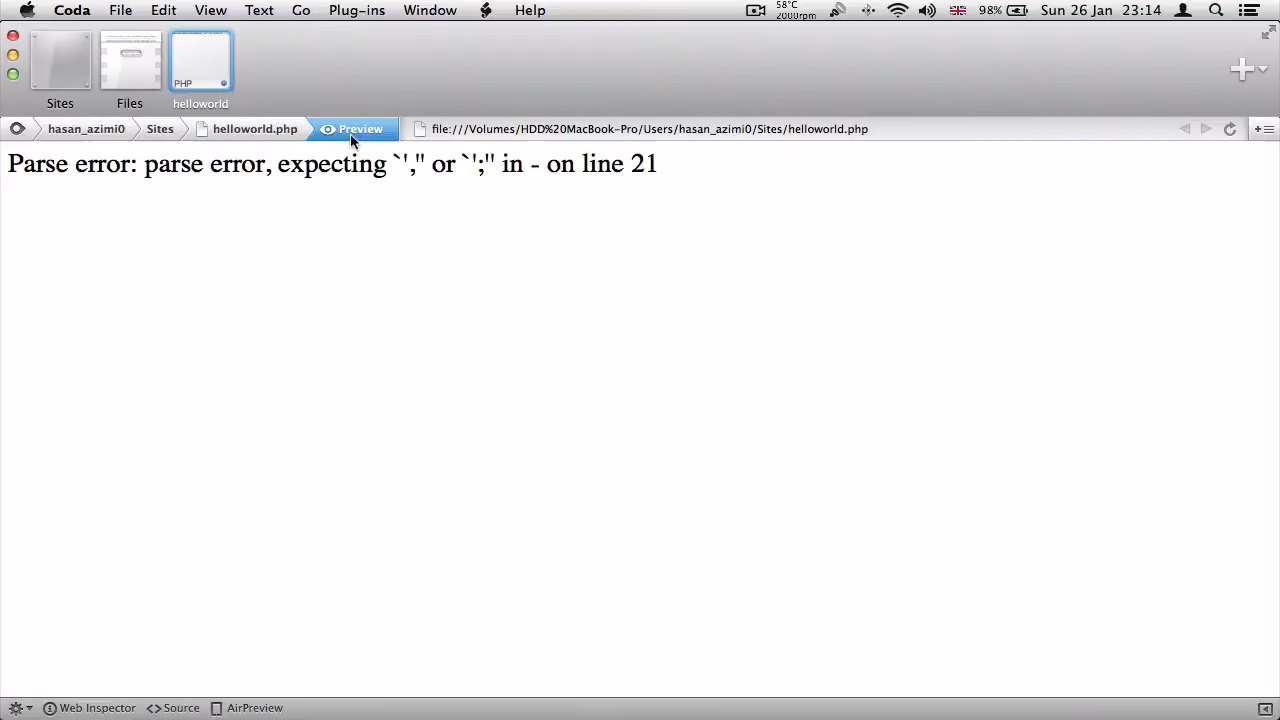 Coda File Edit View Text Go Plug-ins Window Help 58°C 2000rpm 98% Sun 26 Jan 23:14
PHP
Sites Files helloworld
hasan_azimi0 Sites helloworld.php Preview file:///Volumes/HDD%20MacBook-Pro/Users/hasan_azimi0/Sites/helloworld.php
Parse error: parse error, expecting `','' or `';'' in - on line 21
Web Inspector Source AirPreview